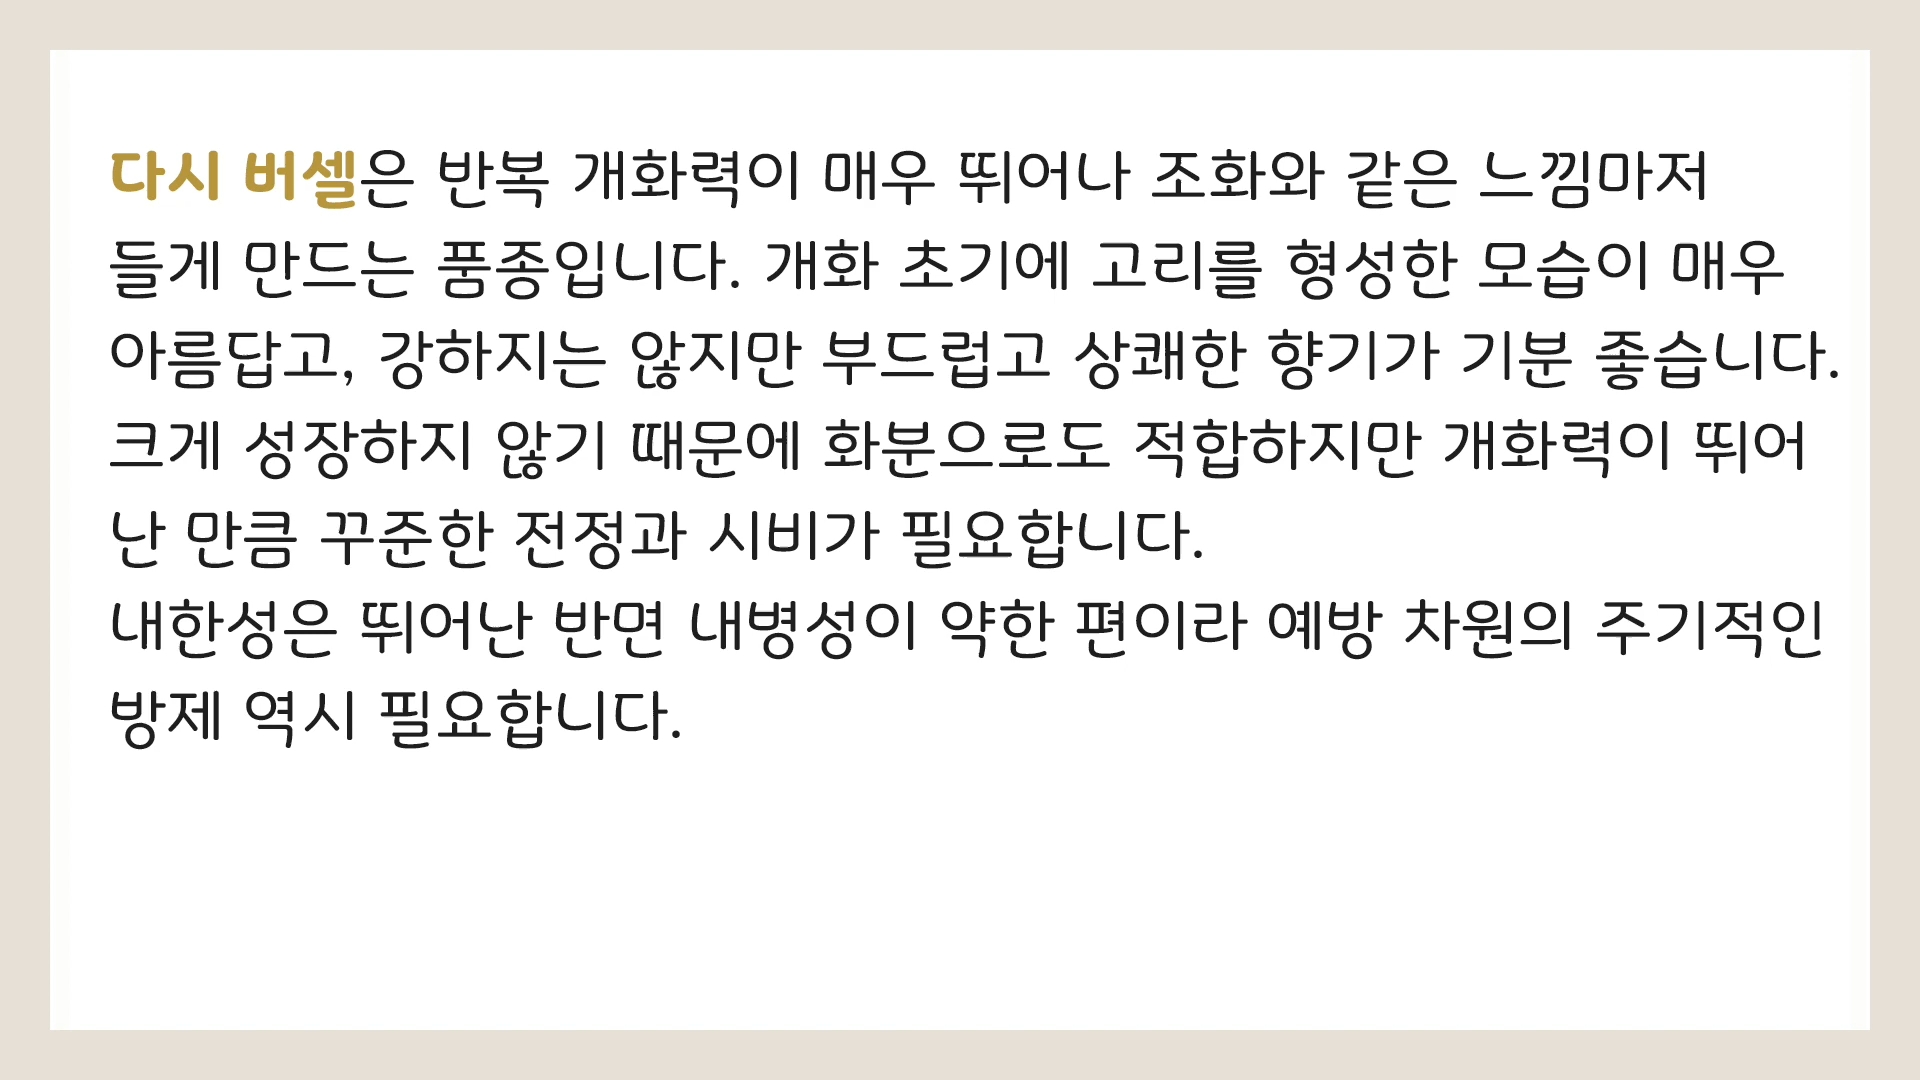 다시 버셀은 반복 개화력이 매우 뛰어나 조화와 같은 느낌마저
들게 만드는 품종입니다. 개화 초기에 고리를 형성한 모습이 매우
아름답고, 강하지는 않지만 부드럽고 상쾌한 향기가 기분 좋습니다.
크게 성장하지 않기 때문에 화분으로도 적합하지만 개화력이 뛰어
난 만큼 꾸준한 전정과 시비가 필요합니다.
내한성은 뛰어난 반면 내병성이 약한 편이라 예방 차원의 주기적인
방제 역시 필요합니다.